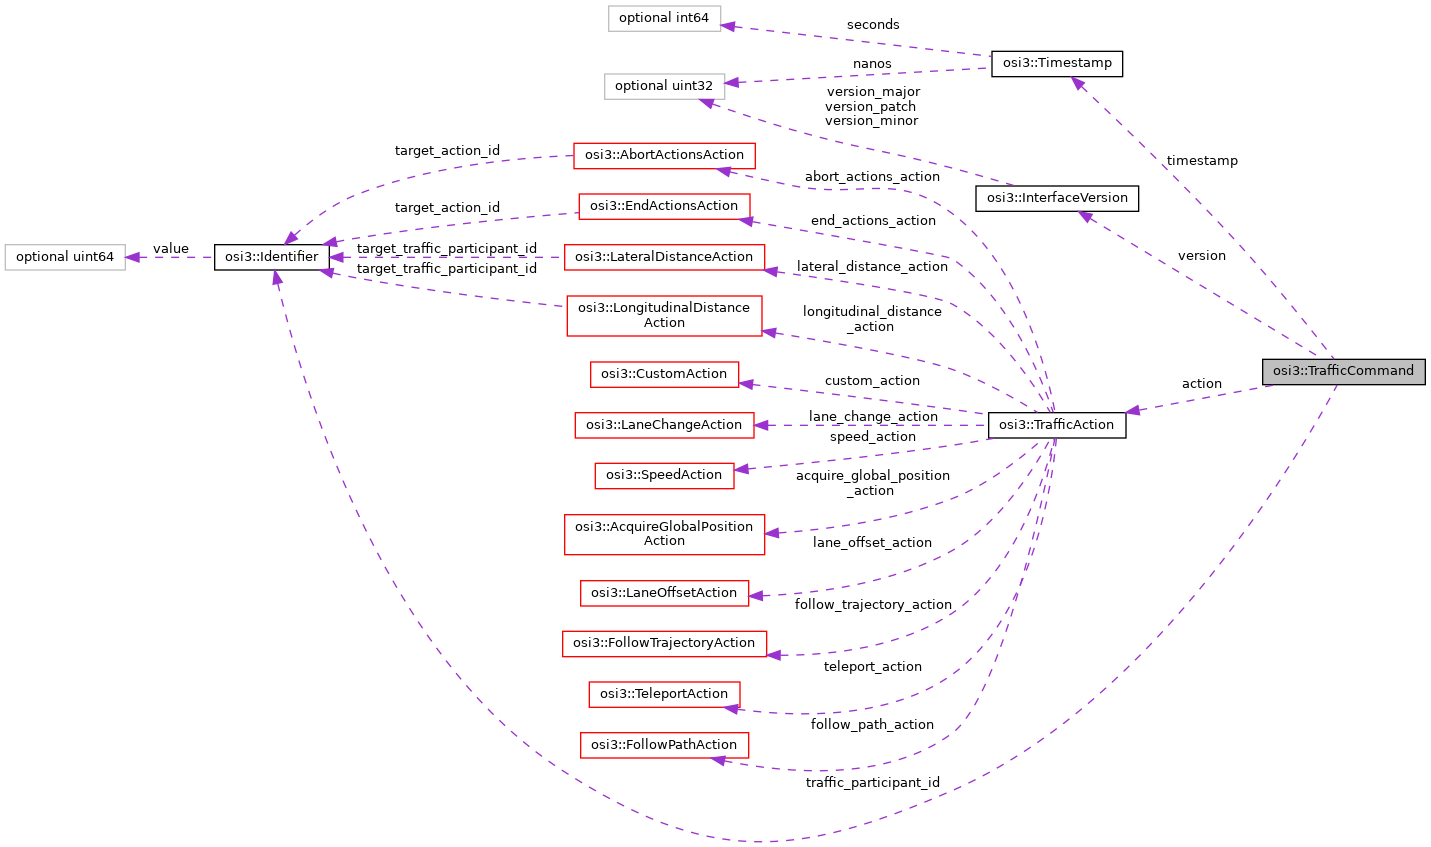 optional int64
seconds
osi3::Timestamp
nanos
optional uint32
version_major
version_patch
version_minor
target_action_id
osi3::AbortActionsAction
timestamp
abort_actions_action
osi3::InterfaceVersion
target_action_id
osi3::EndActionsAction
end_actions_action
optional uint64
value
osi3::Identifier
target_traffic_participant_id
target_traffic_participant_id
osi3::LateralDistanceAction
lateral_distance_action
version
osi3::LongitudinalDistance
Action
longitudinal_distance
_action
osi3::CustomAction
custom_action
action
osi3::TrafficCommand
osi3::LaneChangeAction
lane_change_action
osi3::TrafficAction
speed_action
osi3::SpeedAction
acquire_global_position
_action
osi3::AcquireGlobalPosition
Action
lane_offset_action
osi3::LaneOffsetAction
follow_trajectory_action
osi3::FollowTrajectoryAction
teleport_action
osi3::TeleportAction
follow_path_action
osi3::FollowPathAction
traffic_participant_id